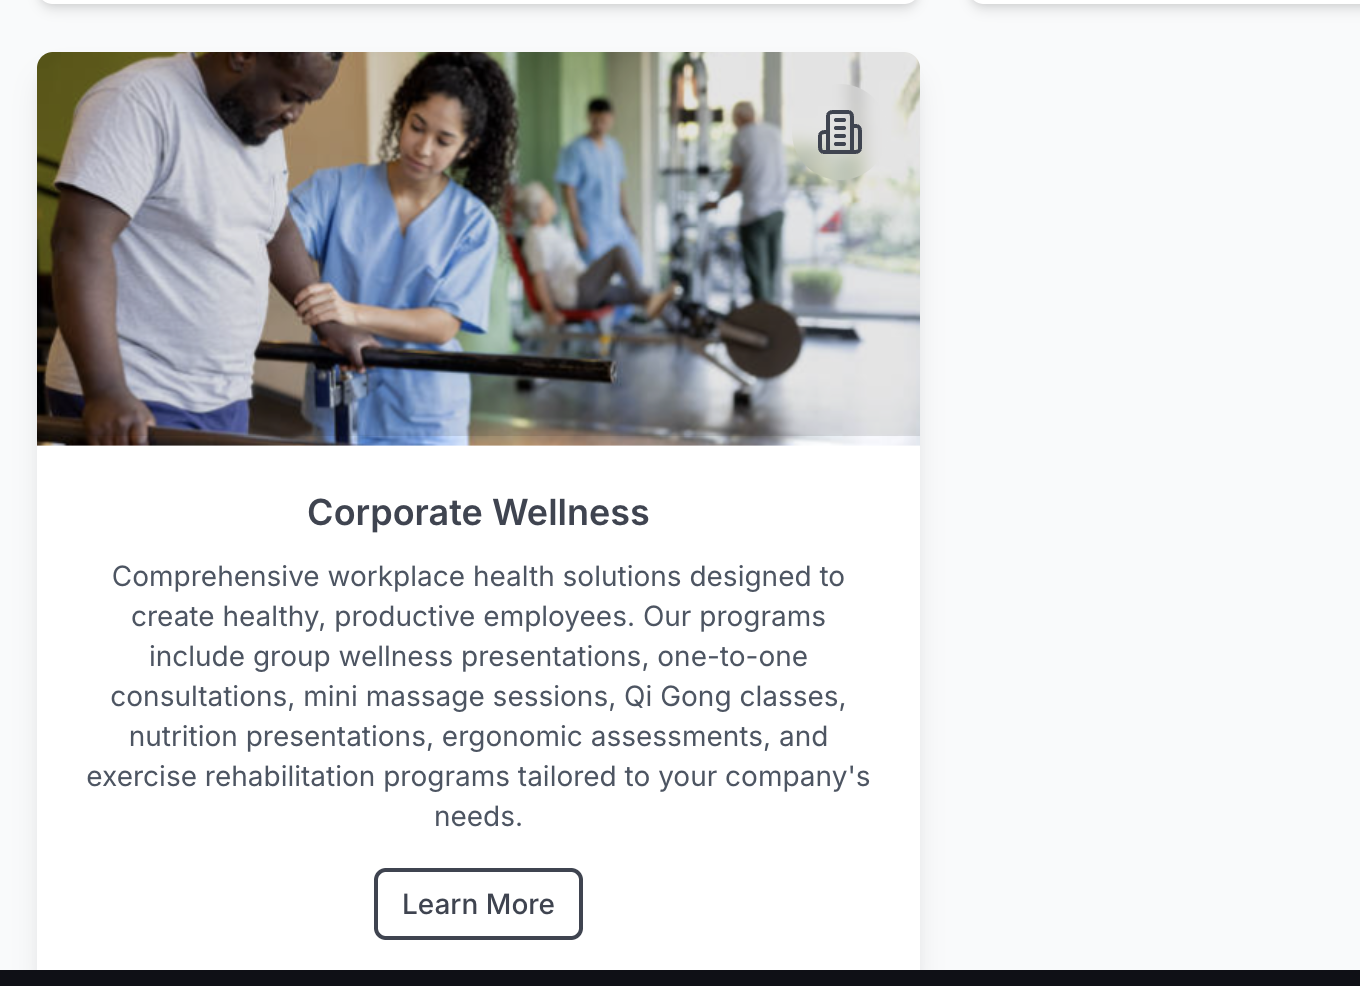 Corporate Wellness
Comprehensive workplace health solutions designed to
create healthy, productive employees. Our programs
include group wellness presentations, one-to-one
consultations, mini massage sessions, Qi Gong classes,
nutrition presentations, ergonomic assessments, and
exercise rehabilitation programs tailored to your company's
needs.
Learn More